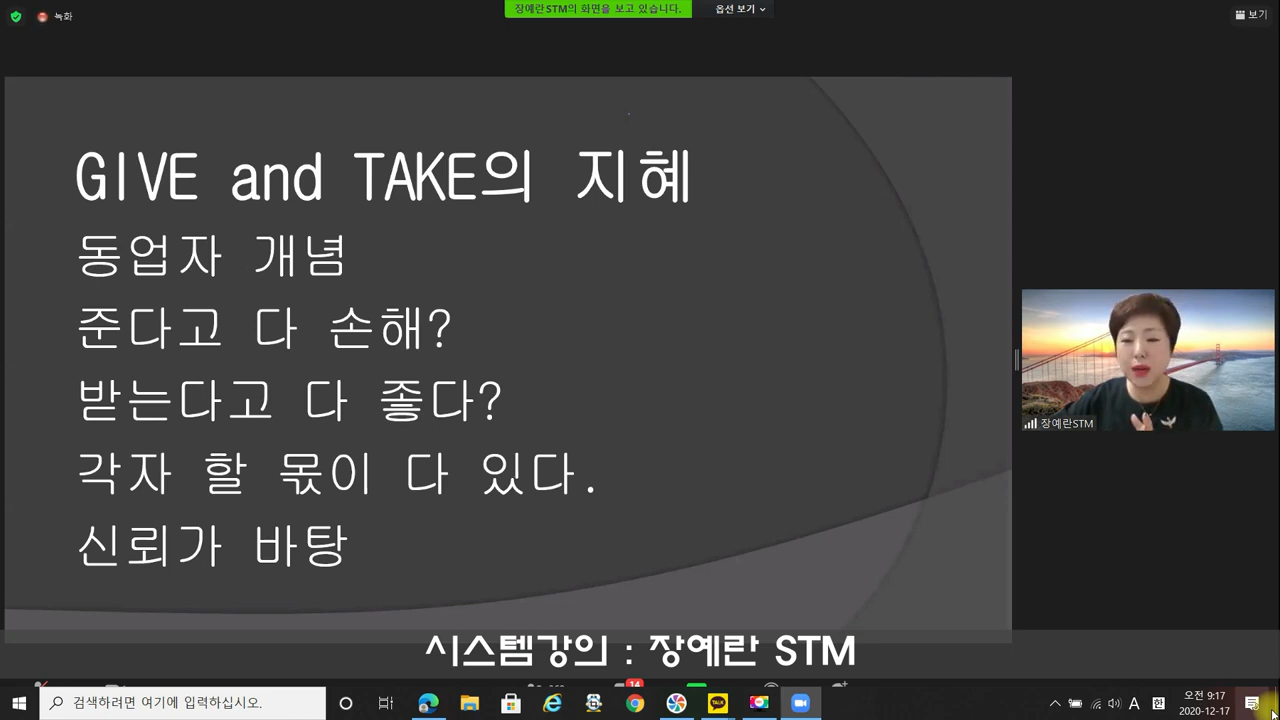 녹화
장예란STM의 화면을 보고 있습니다.
옵션 보기
보기
GIVE and TAKE의 지혜
동업자 개념
준다고 다 손해?
받는다고 다 좋다?
각자 할 몫이 다 있다.
신뢰가 바탕
장예란STM
시스템강의 : 장예란 STM
14
검색하려면 여기에 입력하십시오.
TALK
A
한
오전 9:17
2020-12-17